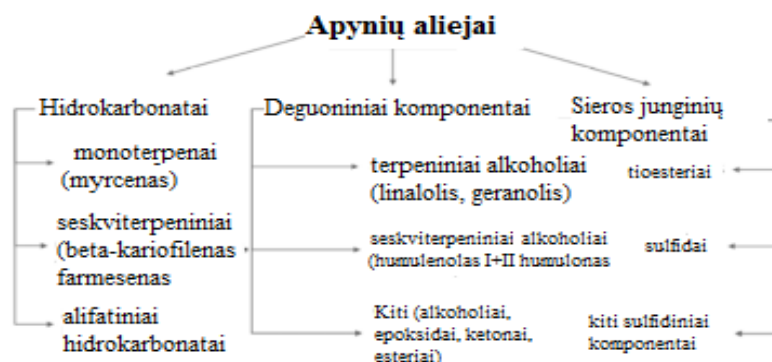 Apynių aliejai
Hidrokarbonatai
monoterpenai
(myrcenas)
seskviterpeniniai
(beta-kariofilenas
farmesenas
alifatiniai
hidrokarbonatai
Deguoniniai komponentai
terpeniniai alkoholiai
(linalolis, geranolis)
seskviterpeniniai alkoholiai
(humulenolas I+II humulonas
Kiti (alkoholiai,
epoksidai, ketonai,
esteriai)
Sieros junginių
komponentai
tioesteriai
sulfidai
kiti sulfidiniai
komponentai